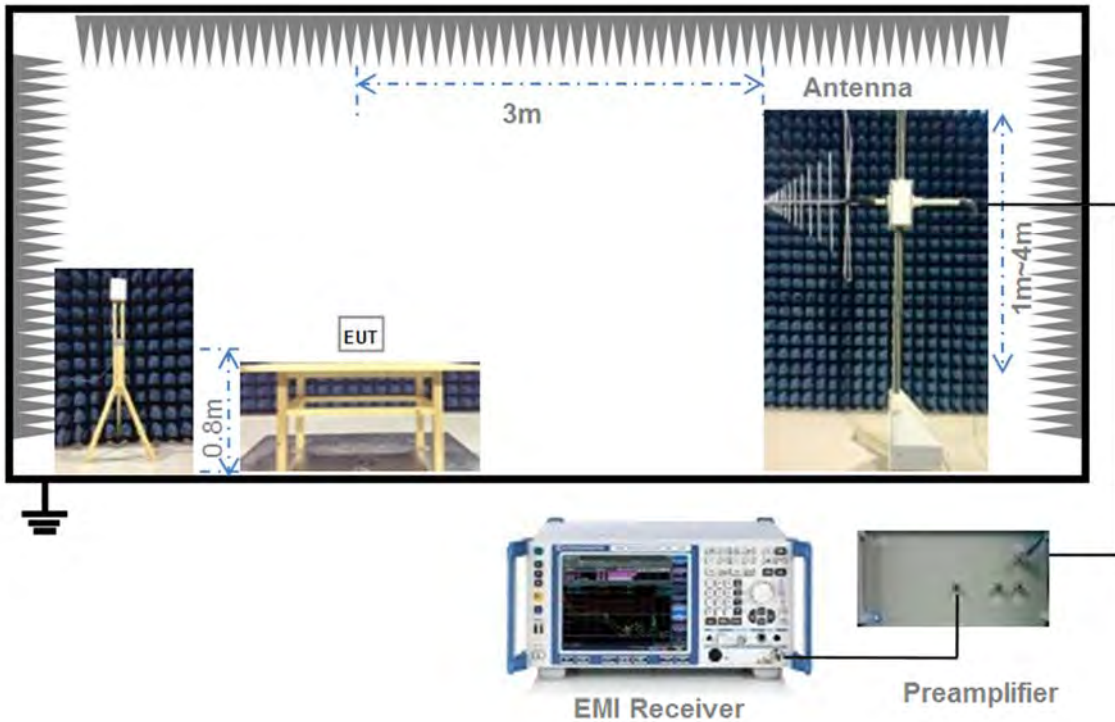 Antenna
3m
1m~4m
EUT
0.8m
EMI Receiver
Preamplifier